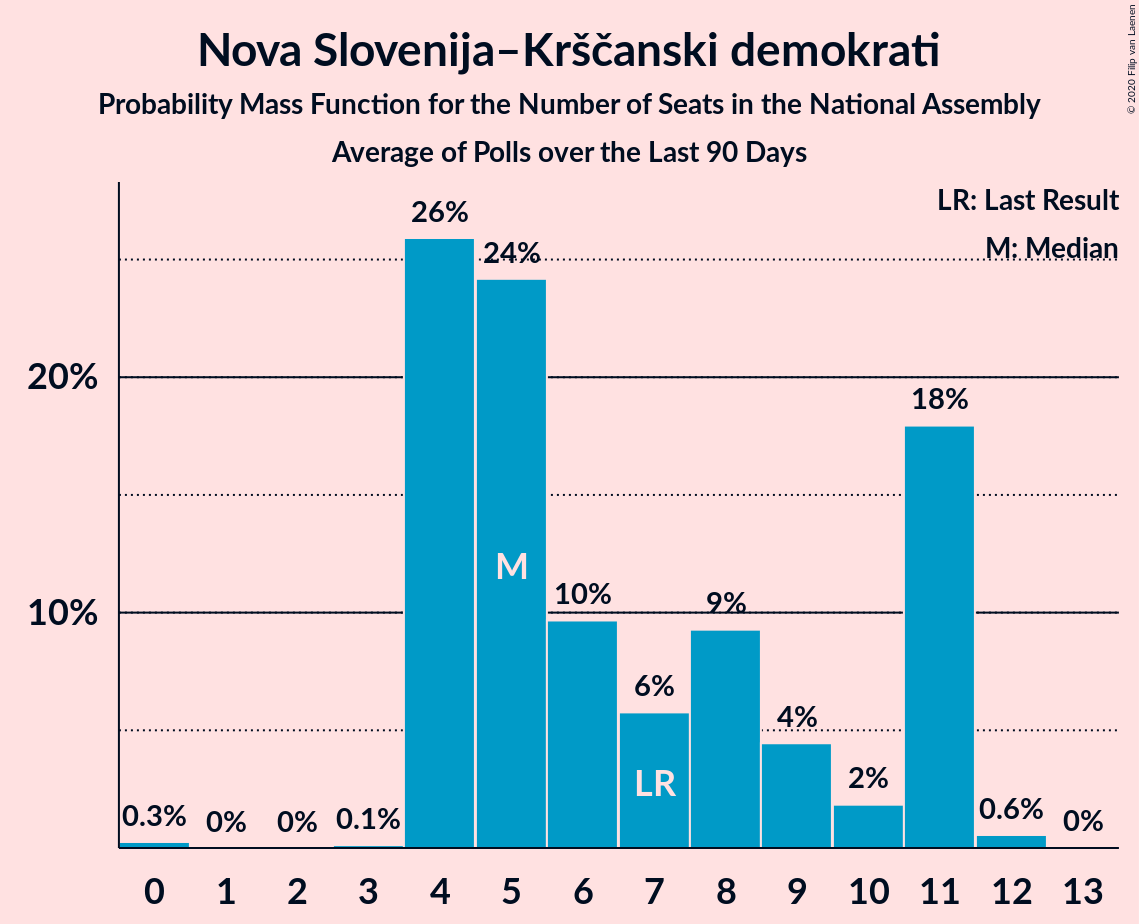 Nova Slovenija–Krščanski demokrati
Probability Mass Function for the Number of Seats in the National Assembly
Average of Polls over the Last 90 Days
© 2020 Filip van Laenen
LR: Last Result
M: Median
26%
24%
20%
18%
M
10%
10%
9%
6%
4%
LR
2%
0.3%
0%
0%
0.1%
0.6%
0%
0 1 2 3 4 5 6 7 8 9 10 11 12 13